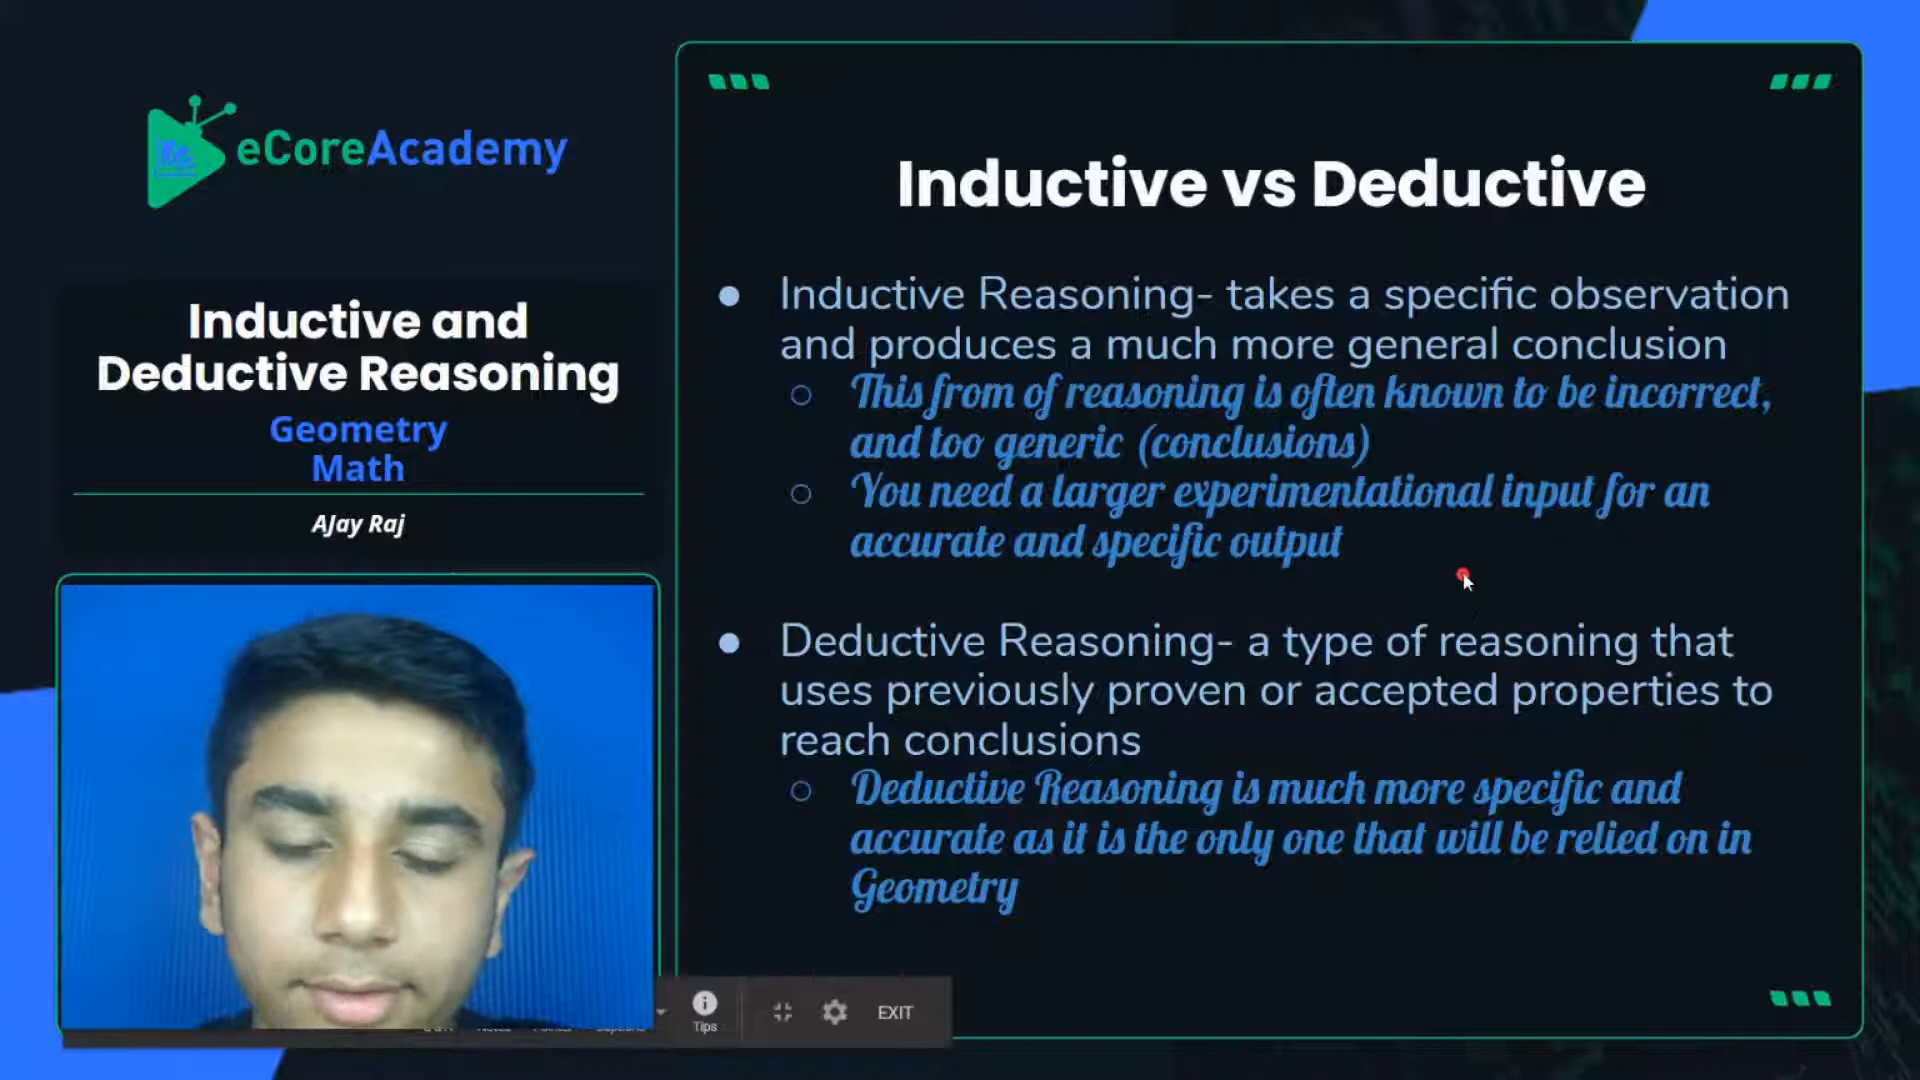 eCoreAcademy
Inductive and
Deductive Reasoning
Geometry
Math
AJay Raj
Inductive vs Deductive
● Inductive Reasoning- takes a specific observation
and produces a much more general conclusion
○ This from of reasoning is often known to be incorrect,
and too generic (conclusions)
○ You need a larger experimentational input for an
accurate and specific output
● Deductive Reasoning- a type of reasoning that
uses previously proven or accepted properties to
reach conclusions
○ Deductive Reasoning is much more specific and
accurate as it is the only one that will be relied on in
Geometry
Tips
EXIT